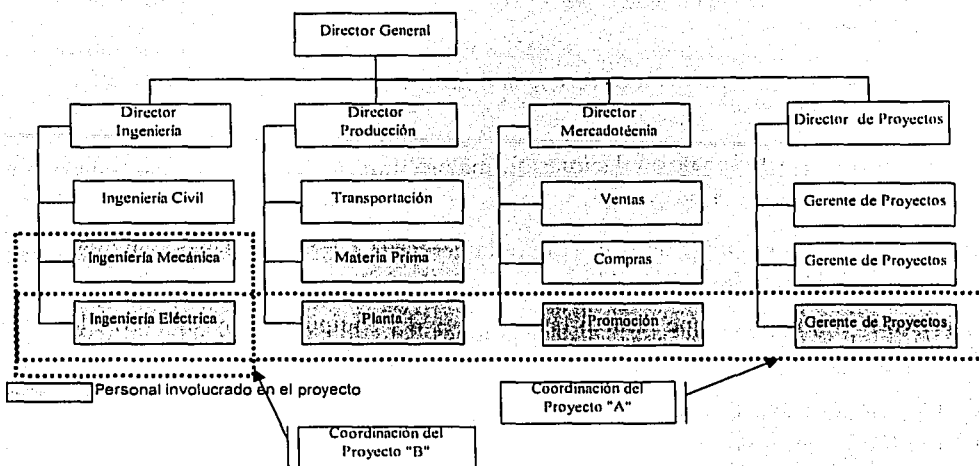 Director General
Director
Ingeniería
Director
Producción
Director
Mercadotécnia
Director de Proyectos
Ingeniería Civil
Transportación
Ventas
Gerente de Proyectos
Ingeniería Mecánica
Materia Prima
Compras
Gerente de Proyectos
Ingeniería Eléctrica
Planta
Promoción
Gerente de Proyectos
Personal involucrado en el proyecto
Coordinación del
Proyecto "A"
Coordinación del
Proyecto "B"